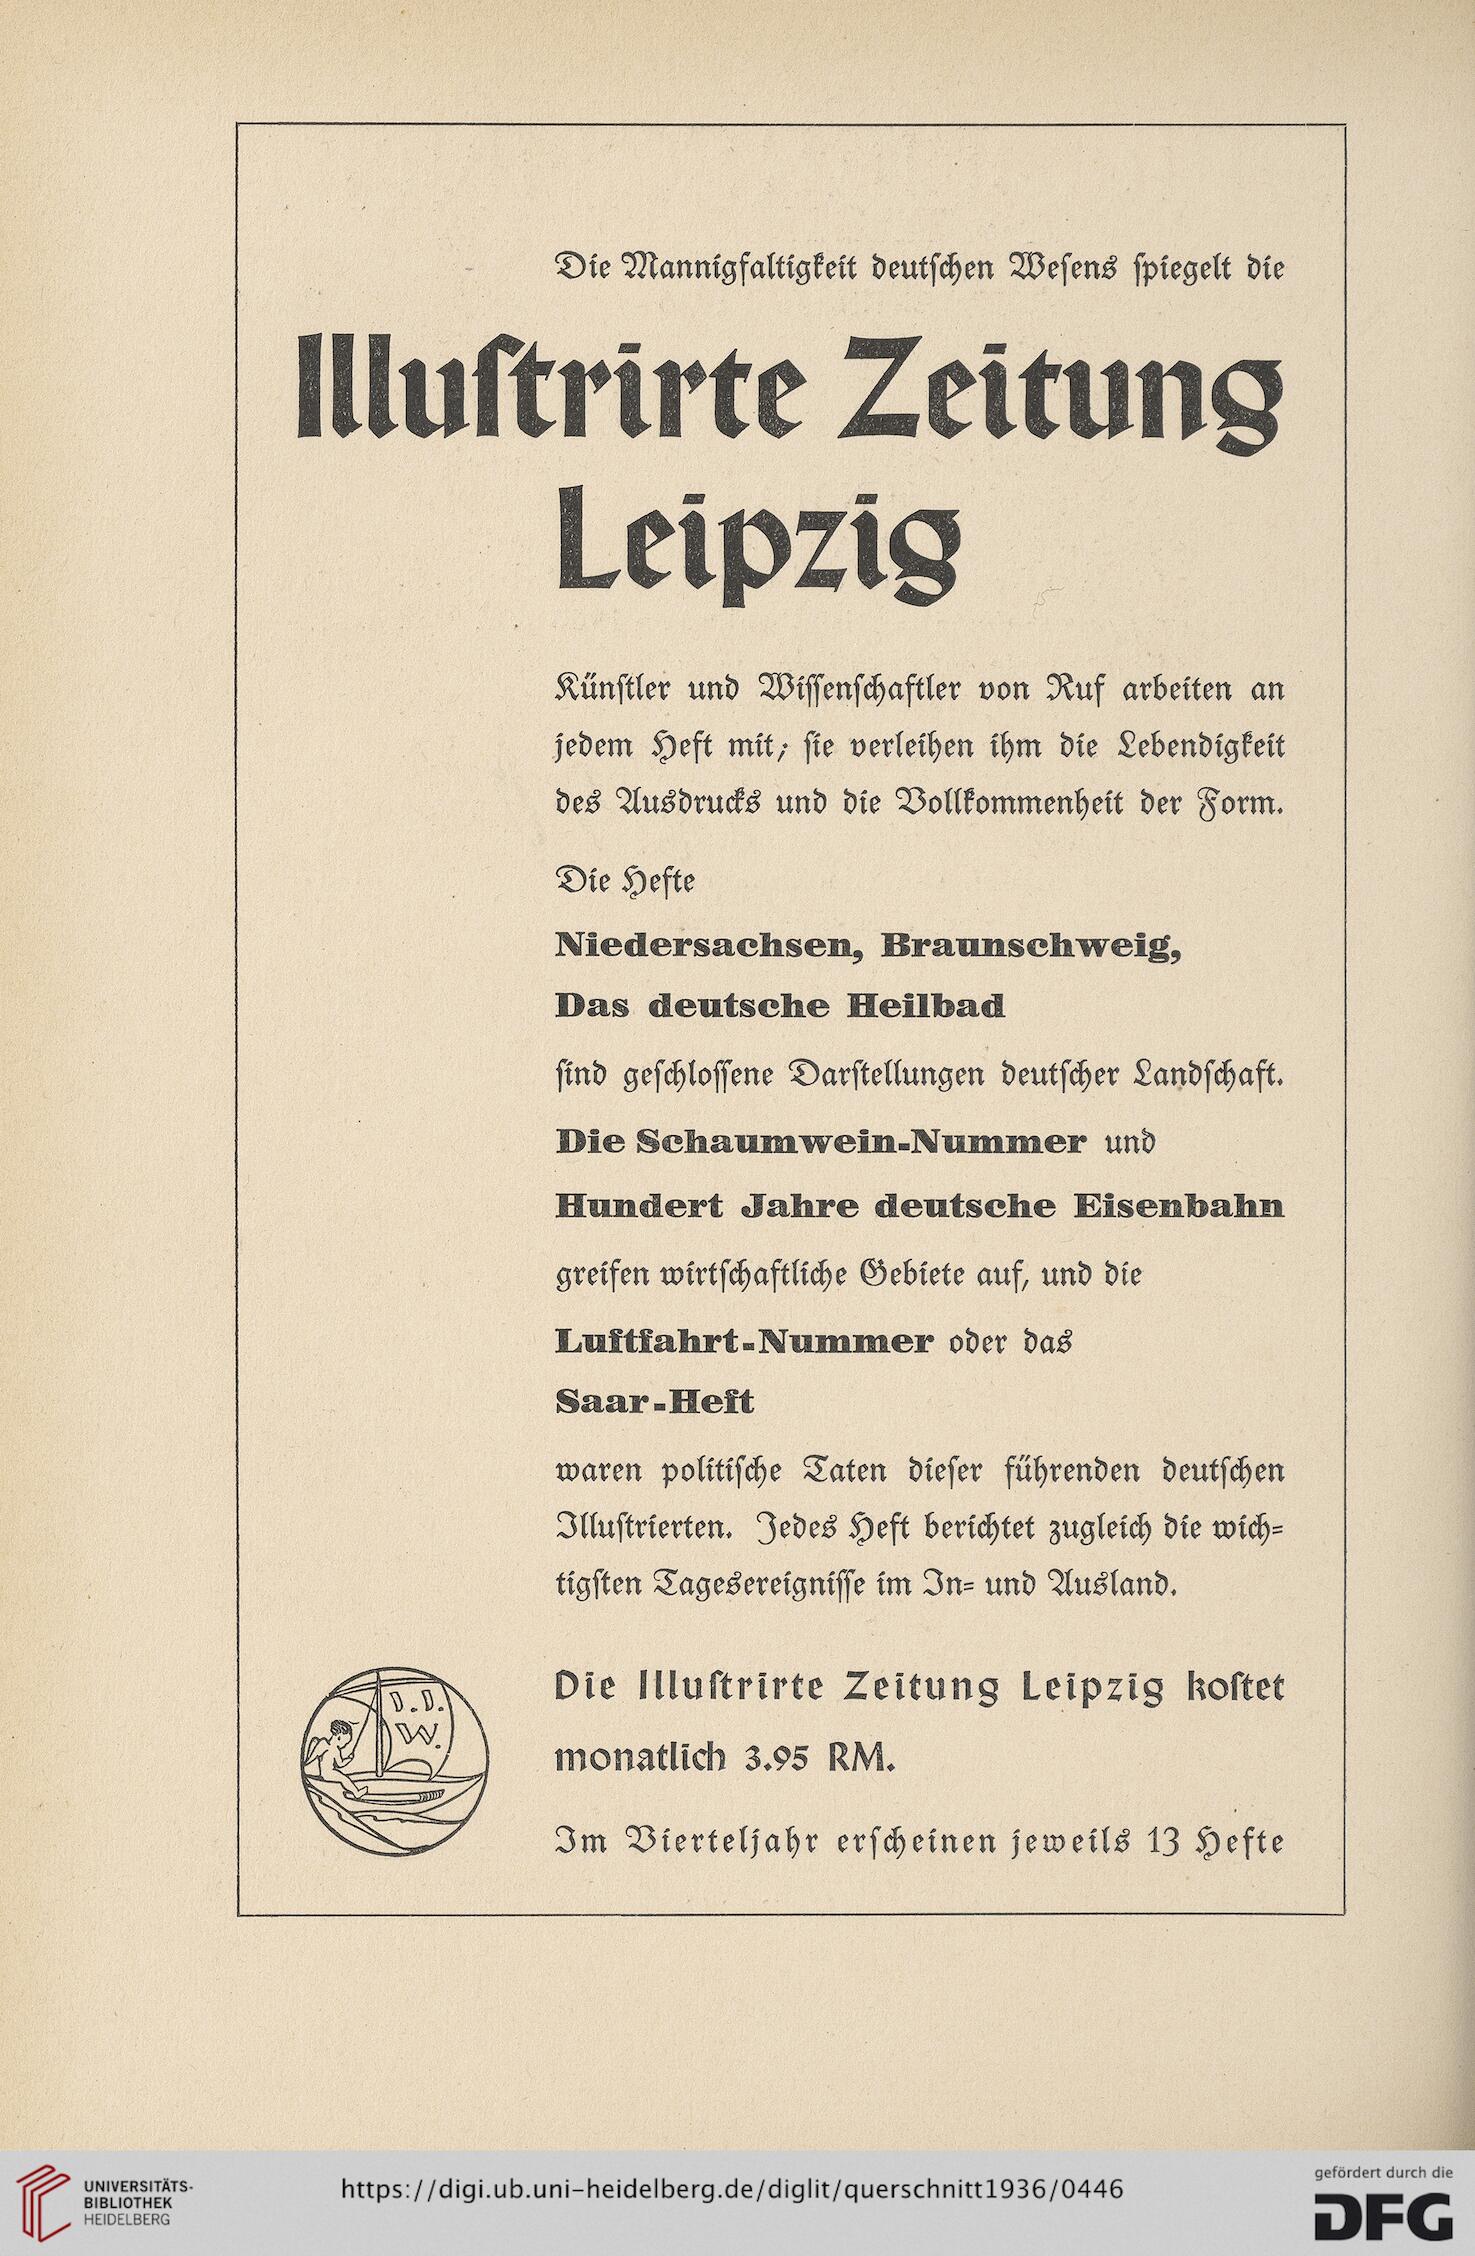 Die Mannigfaltigkeit deutſchen Weſens ſpiegelt die
Illuſtrirte Zeitung
Leipzig
Künſtler und Wiſſenſchaftler von Ruf arbeiten an
jedem Heft mit; ſie verleihen ihm die Lebendigkeit
des Ausdrucks und die Vollkommenheit der Form.
Die Hefte
Niedersachsen, Braunschweig,
Das deutsche Heilbad
ſind geſchloſſene Darſtellungen deutſcher Landſchaft.
Die Schaumwein-Nummer und
Hundert Jahre deutsche Eisenbahn
greifen wirtſchaftliche Gebiete auf, und die
Luftfahrt-Nummer oder das
Saar-Heft
waren politiſche Taten dieſer führenden deutſchen
Illuſtrierten. Jedes Heft berichtet zugleich die wich-
tigſten Tagesereigniſſe im In- und Ausland.
D.D.
W.
Die Illuſtrirte Zeitung Leipzig koſtet
monatlich 3.95 RM.
Im Vierteljahr erſcheinen jeweils 13 Hefte
UNIVERSITÄTS-
BIBLIOTHEK
HEIDELBERG
https://digi.ub.uni-heidelberg.de/diglit/querschnitt1936/0446
gefördert durch die
DFG